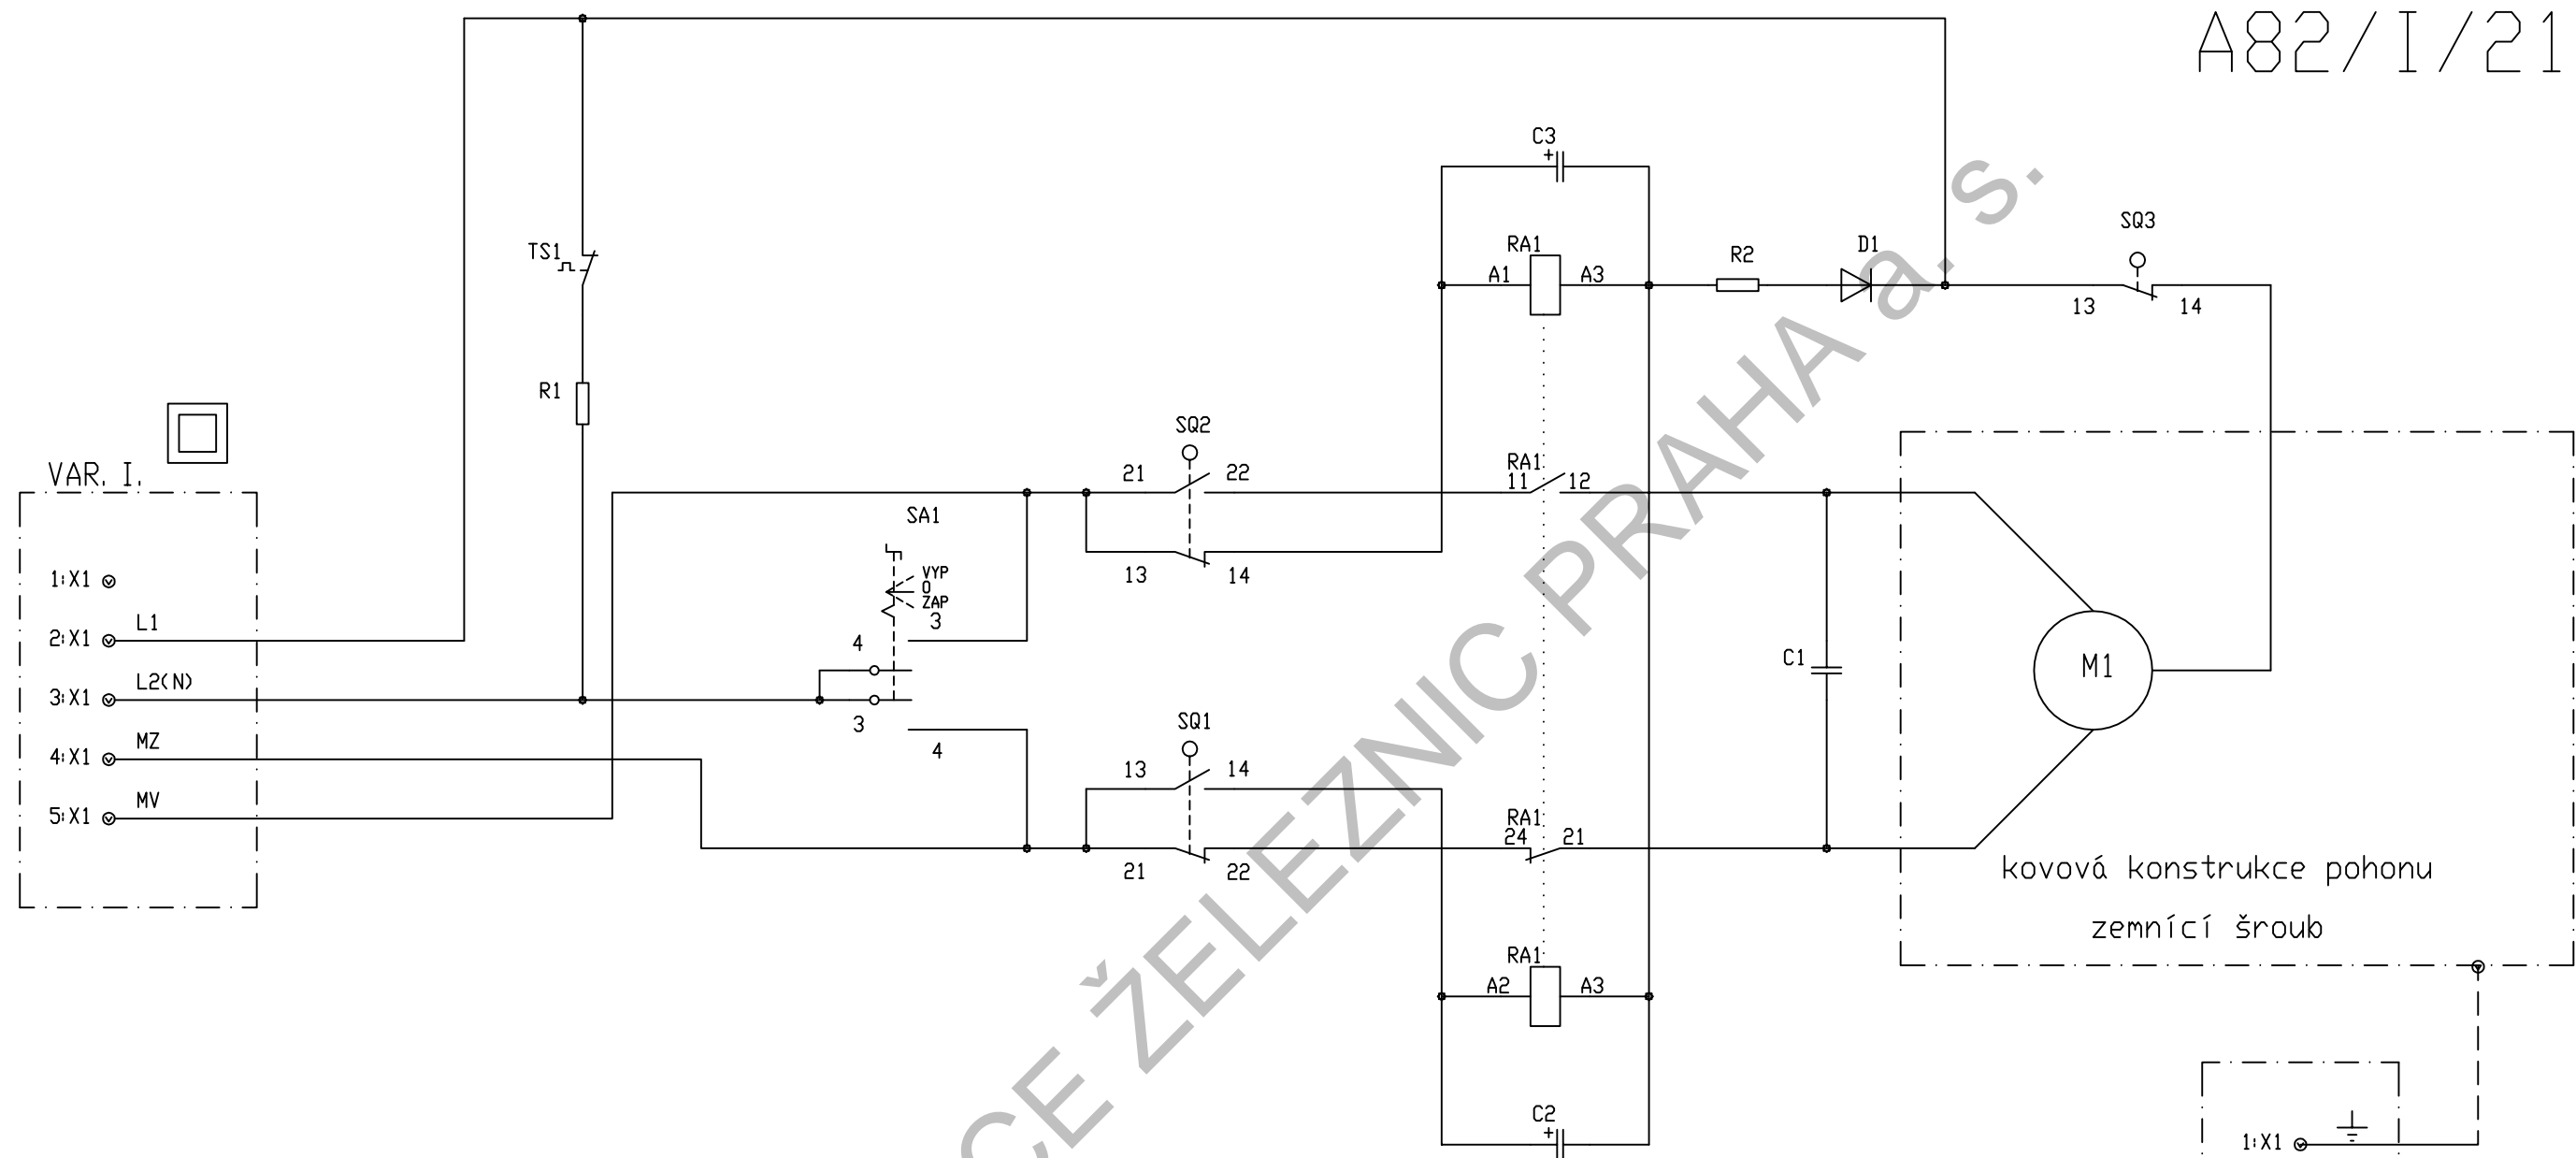 A82/I/21
C3
+
TS1
RA1
A1
A3
R2
D1
SQ3
13
14
R1
SQ2
21
22
RA1
11
12
VAR. I.
SA1
13
14
VYP
0
ZAP
1:X1
2:X1
L1
3
4
C1
M1
3:X1
L2(N)
3
4
SQ1
4:X1
MZ
13
14
5:X1
MV
RA1
24
21
21
22
kovová konstrukce pohonu
zemnící šroub
RA1
A2
A3
C2
+
1:X1
CE ŽELEZNIC PRAHA a. s.